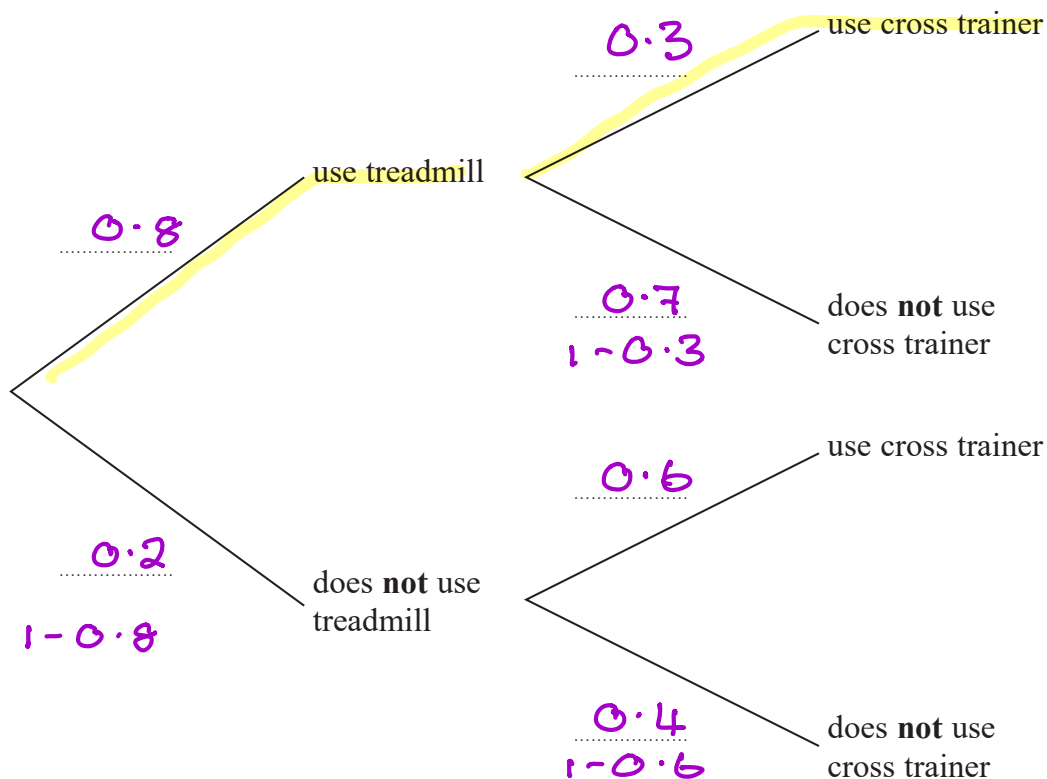 0.3
use cross trainer
use treadmill
0.8
0.7
1-0.3
does not use
cross trainer
use cross trainer
0.6
0.2
1-0.8
does not use
treadmill
0.4
1-0.6
does not use
cross trainer